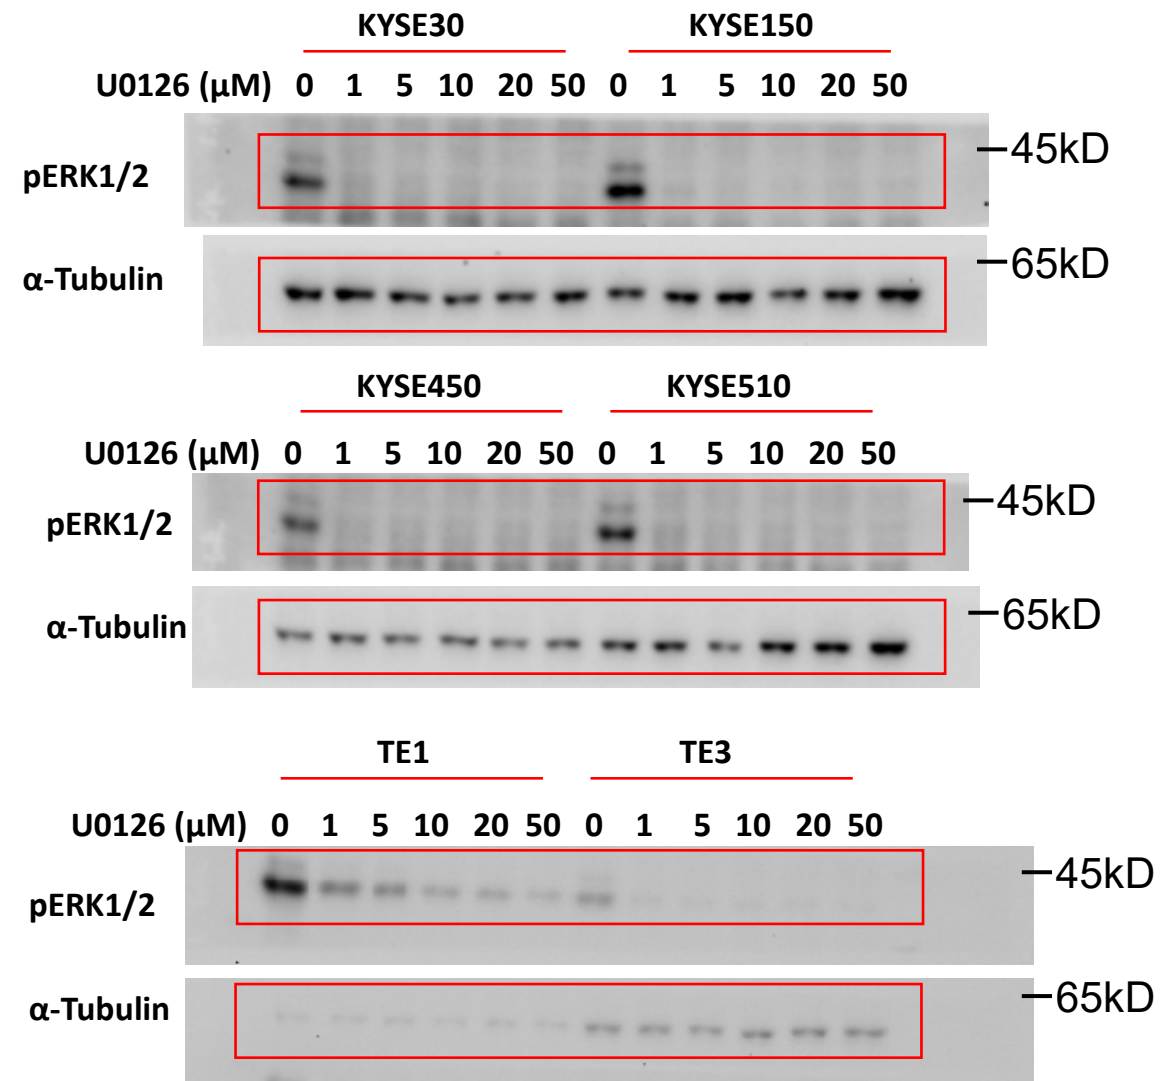 KYSE30 KYSE150
U0126 (μM) 0 1 5 10 20 50 0 1 5 10 20 50
45kD
pERK1/2
65kD
α-Tubulin
KYSE450 KYSE510
U0126 (μM) 0 1 5 10 20 50 0 1 5 10 20 50
45kD
pERK1/2
65kD
α-Tubulin
TE1 TE3
U0126 (μM) 0 1 5 10 20 50 0 1 5 10 20 50
45kD
pERK1/2
65kD
α-Tubulin